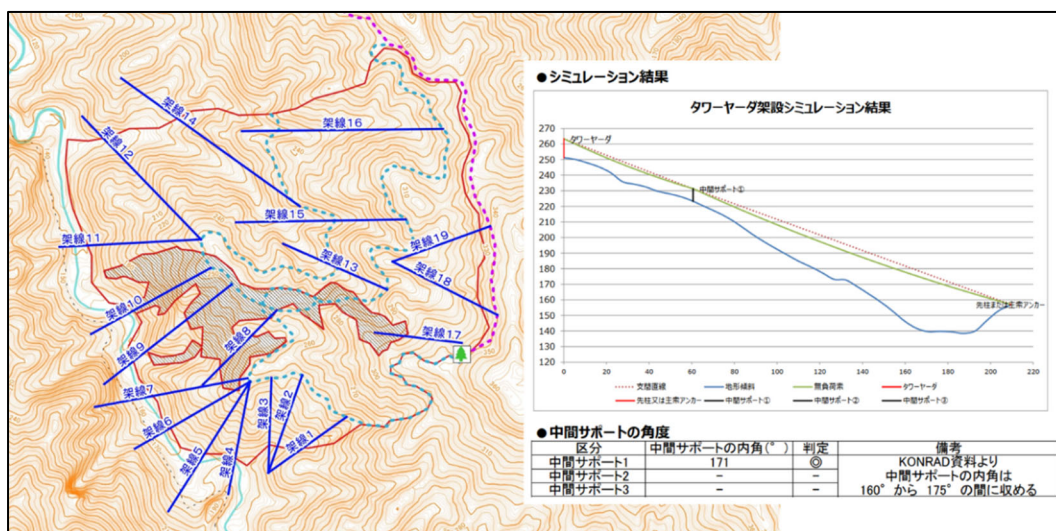 架線14
架線12
架線16
架線15
架線11
架線19
架線13
架線18
架線10
架線9
架線8
架線17
架線7
架線6
架線5
架線4
架線3
架線2
架線1
●シミュレーション結果
タワーヤーダ架設シミュレーション結果
270
260
250
240
230
220
210
200
190
180
170
160
150
140
130
120
タワーヤーダ
中間サポート①
先柱または主索アンカー
0 20 40 60 80 100 120 140 160 180 200 220
支間直線 地形傾斜 無負荷索 タワーヤーダ
先柱又は主索アンカー 中間サポート① 中間サポート② 中間サポート③
●中間サポートの角度
区分 中間サポートの内角(°) 判定 備考
中間サポート1 171 ◎ KONRAD資料より
中間サポート2 － － 中間サポートの内角は
中間サポート3 － － 160°から 175°の間に収める